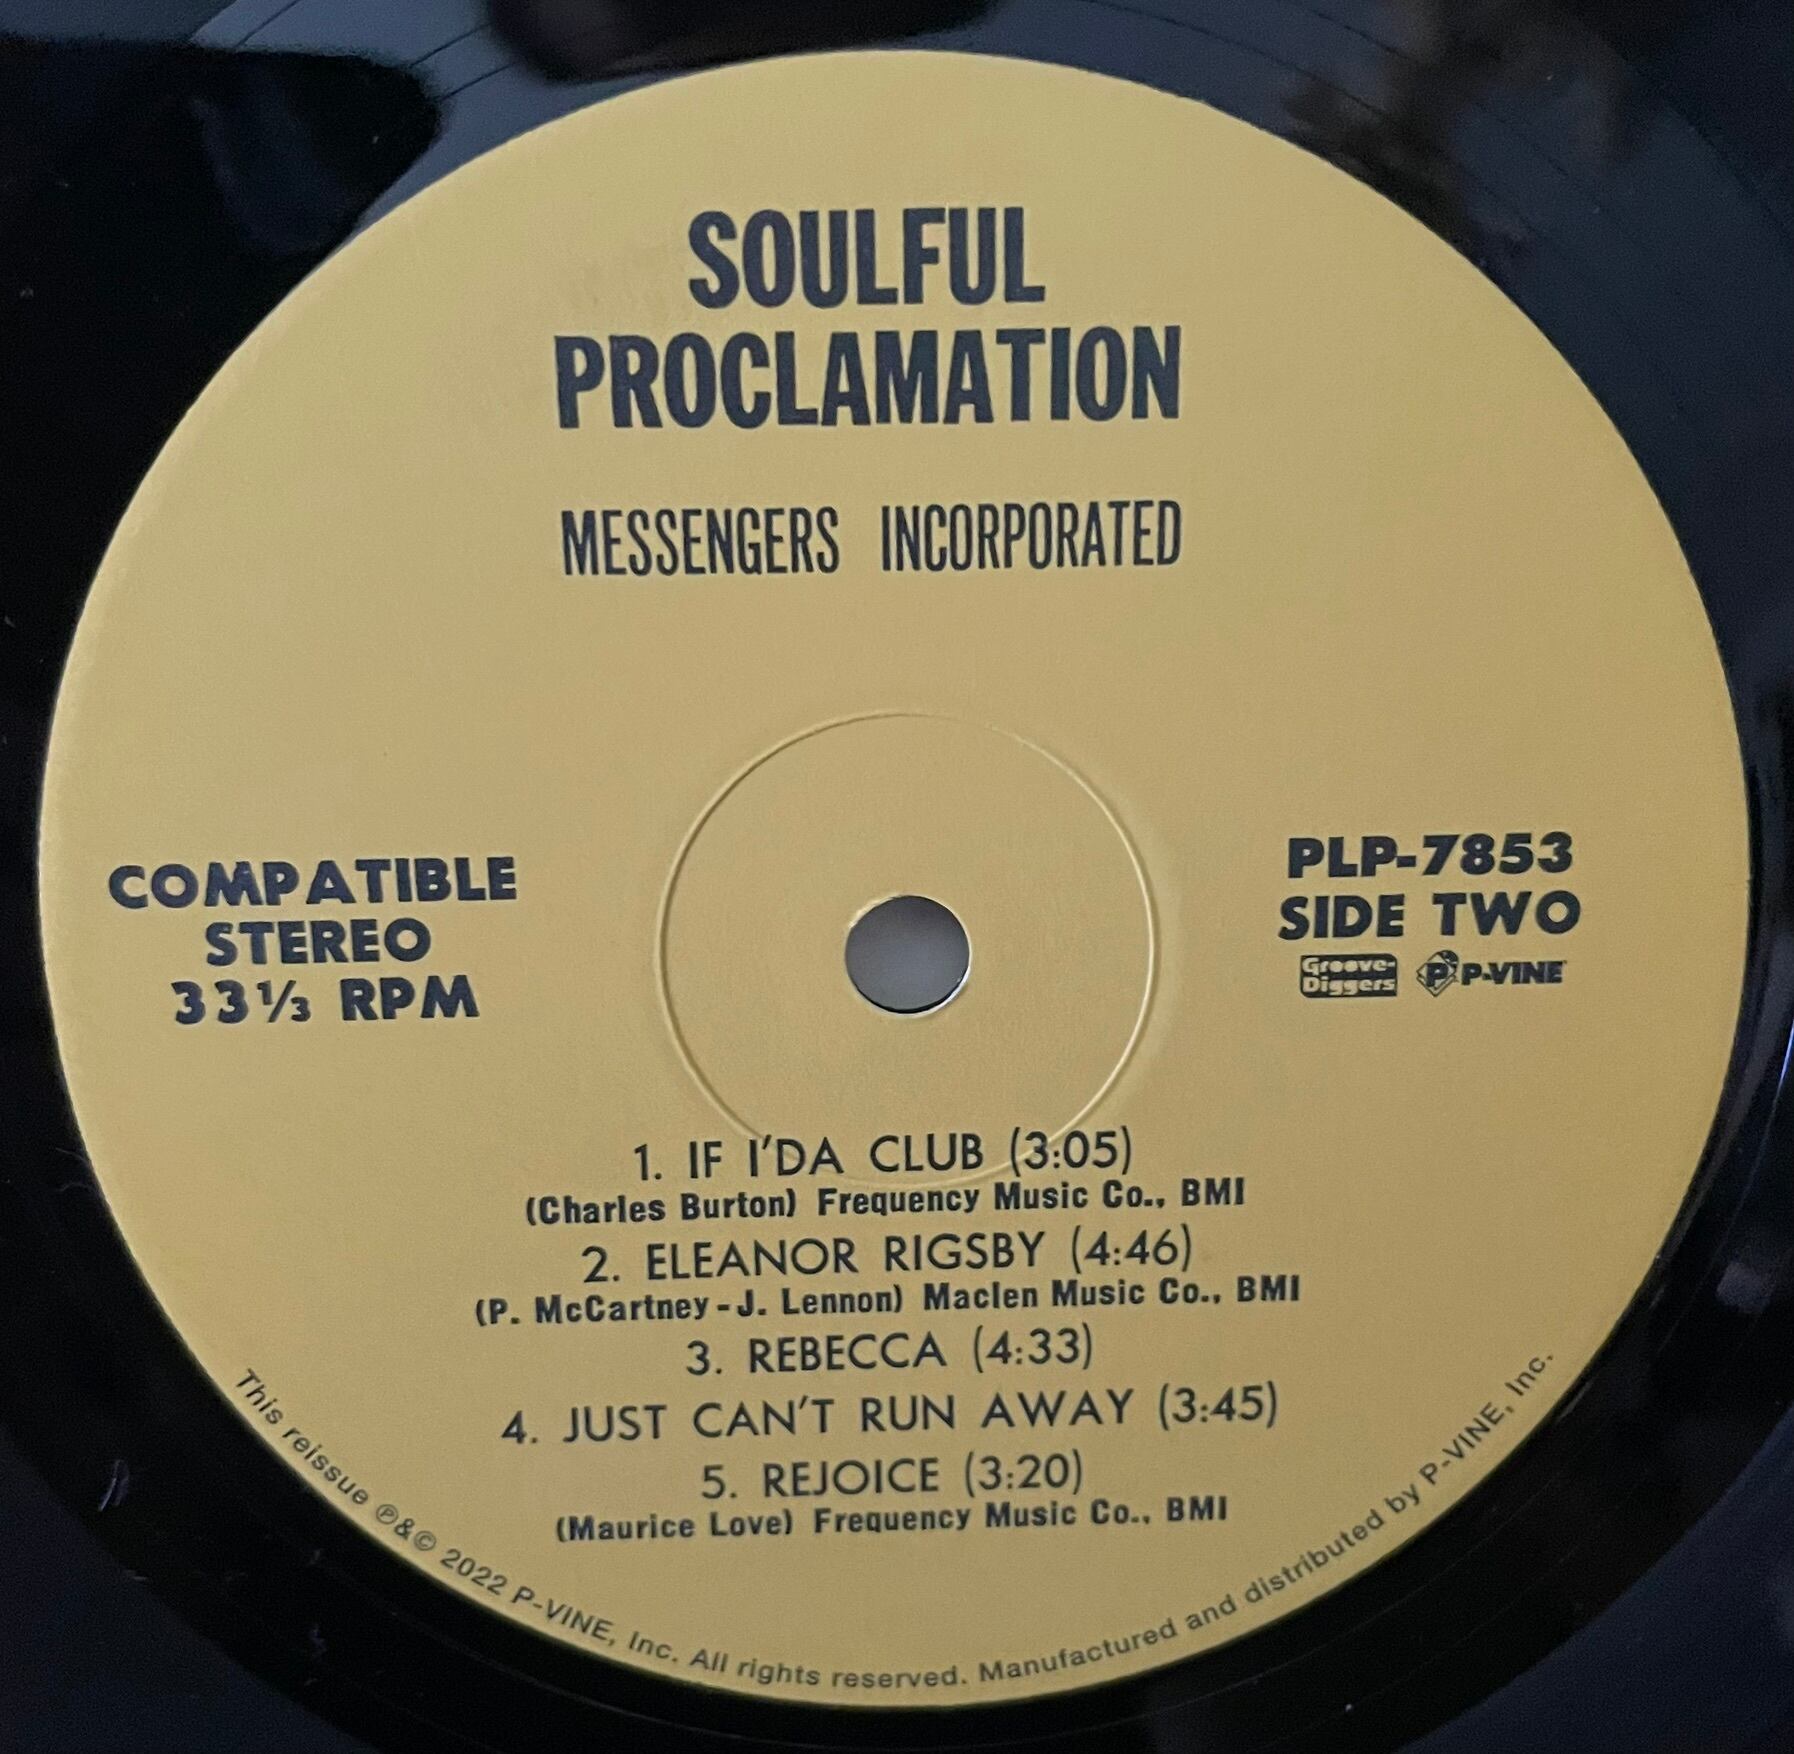 SOULFUL
PROCLAMATION
MESSENGERS INCORPORATED
COMPATIBLE
STEREO
33 1/3 RPM
PLP-7853
SIDE TWO
Groove-
Diggers
P P-VINE
1. IF I'DA CLUB (3:05)
(Charles Burton) Frequency Music Co., BMI
2. ELEANOR RIGSBY (4:46)
(P. McCartney-J. Lennon) Maclen Music Co., BMI
3. REBECCA (4:33)
4. JUST CAN'T RUN AWAY (3:45)
5. REJOICE (3:20)
(Maurice Love) Frequency Music Co., BMI
This reissue ℗&© 2022 P-VINE, Inc. All rights reserved. Manufactured and distributed by P-VINE, Inc.